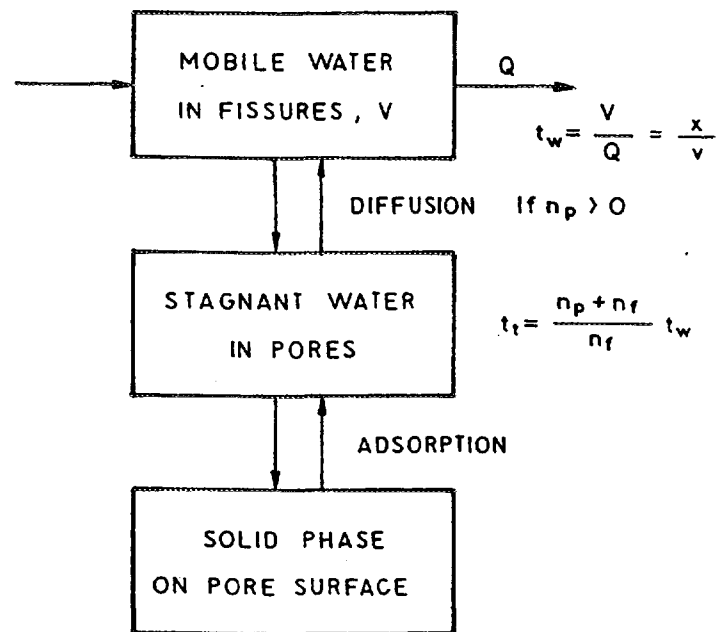 MOBILE WATER
IN FISSURES, V
Q
t_w = V/Q = x/v
DIFFUSION If n_p > 0
STAGNANT WATER
IN PORES
t_t = (n_p + n_f)/n_f t_w
ADSORPTION
SOLID PHASE
ON PORE SURFACE